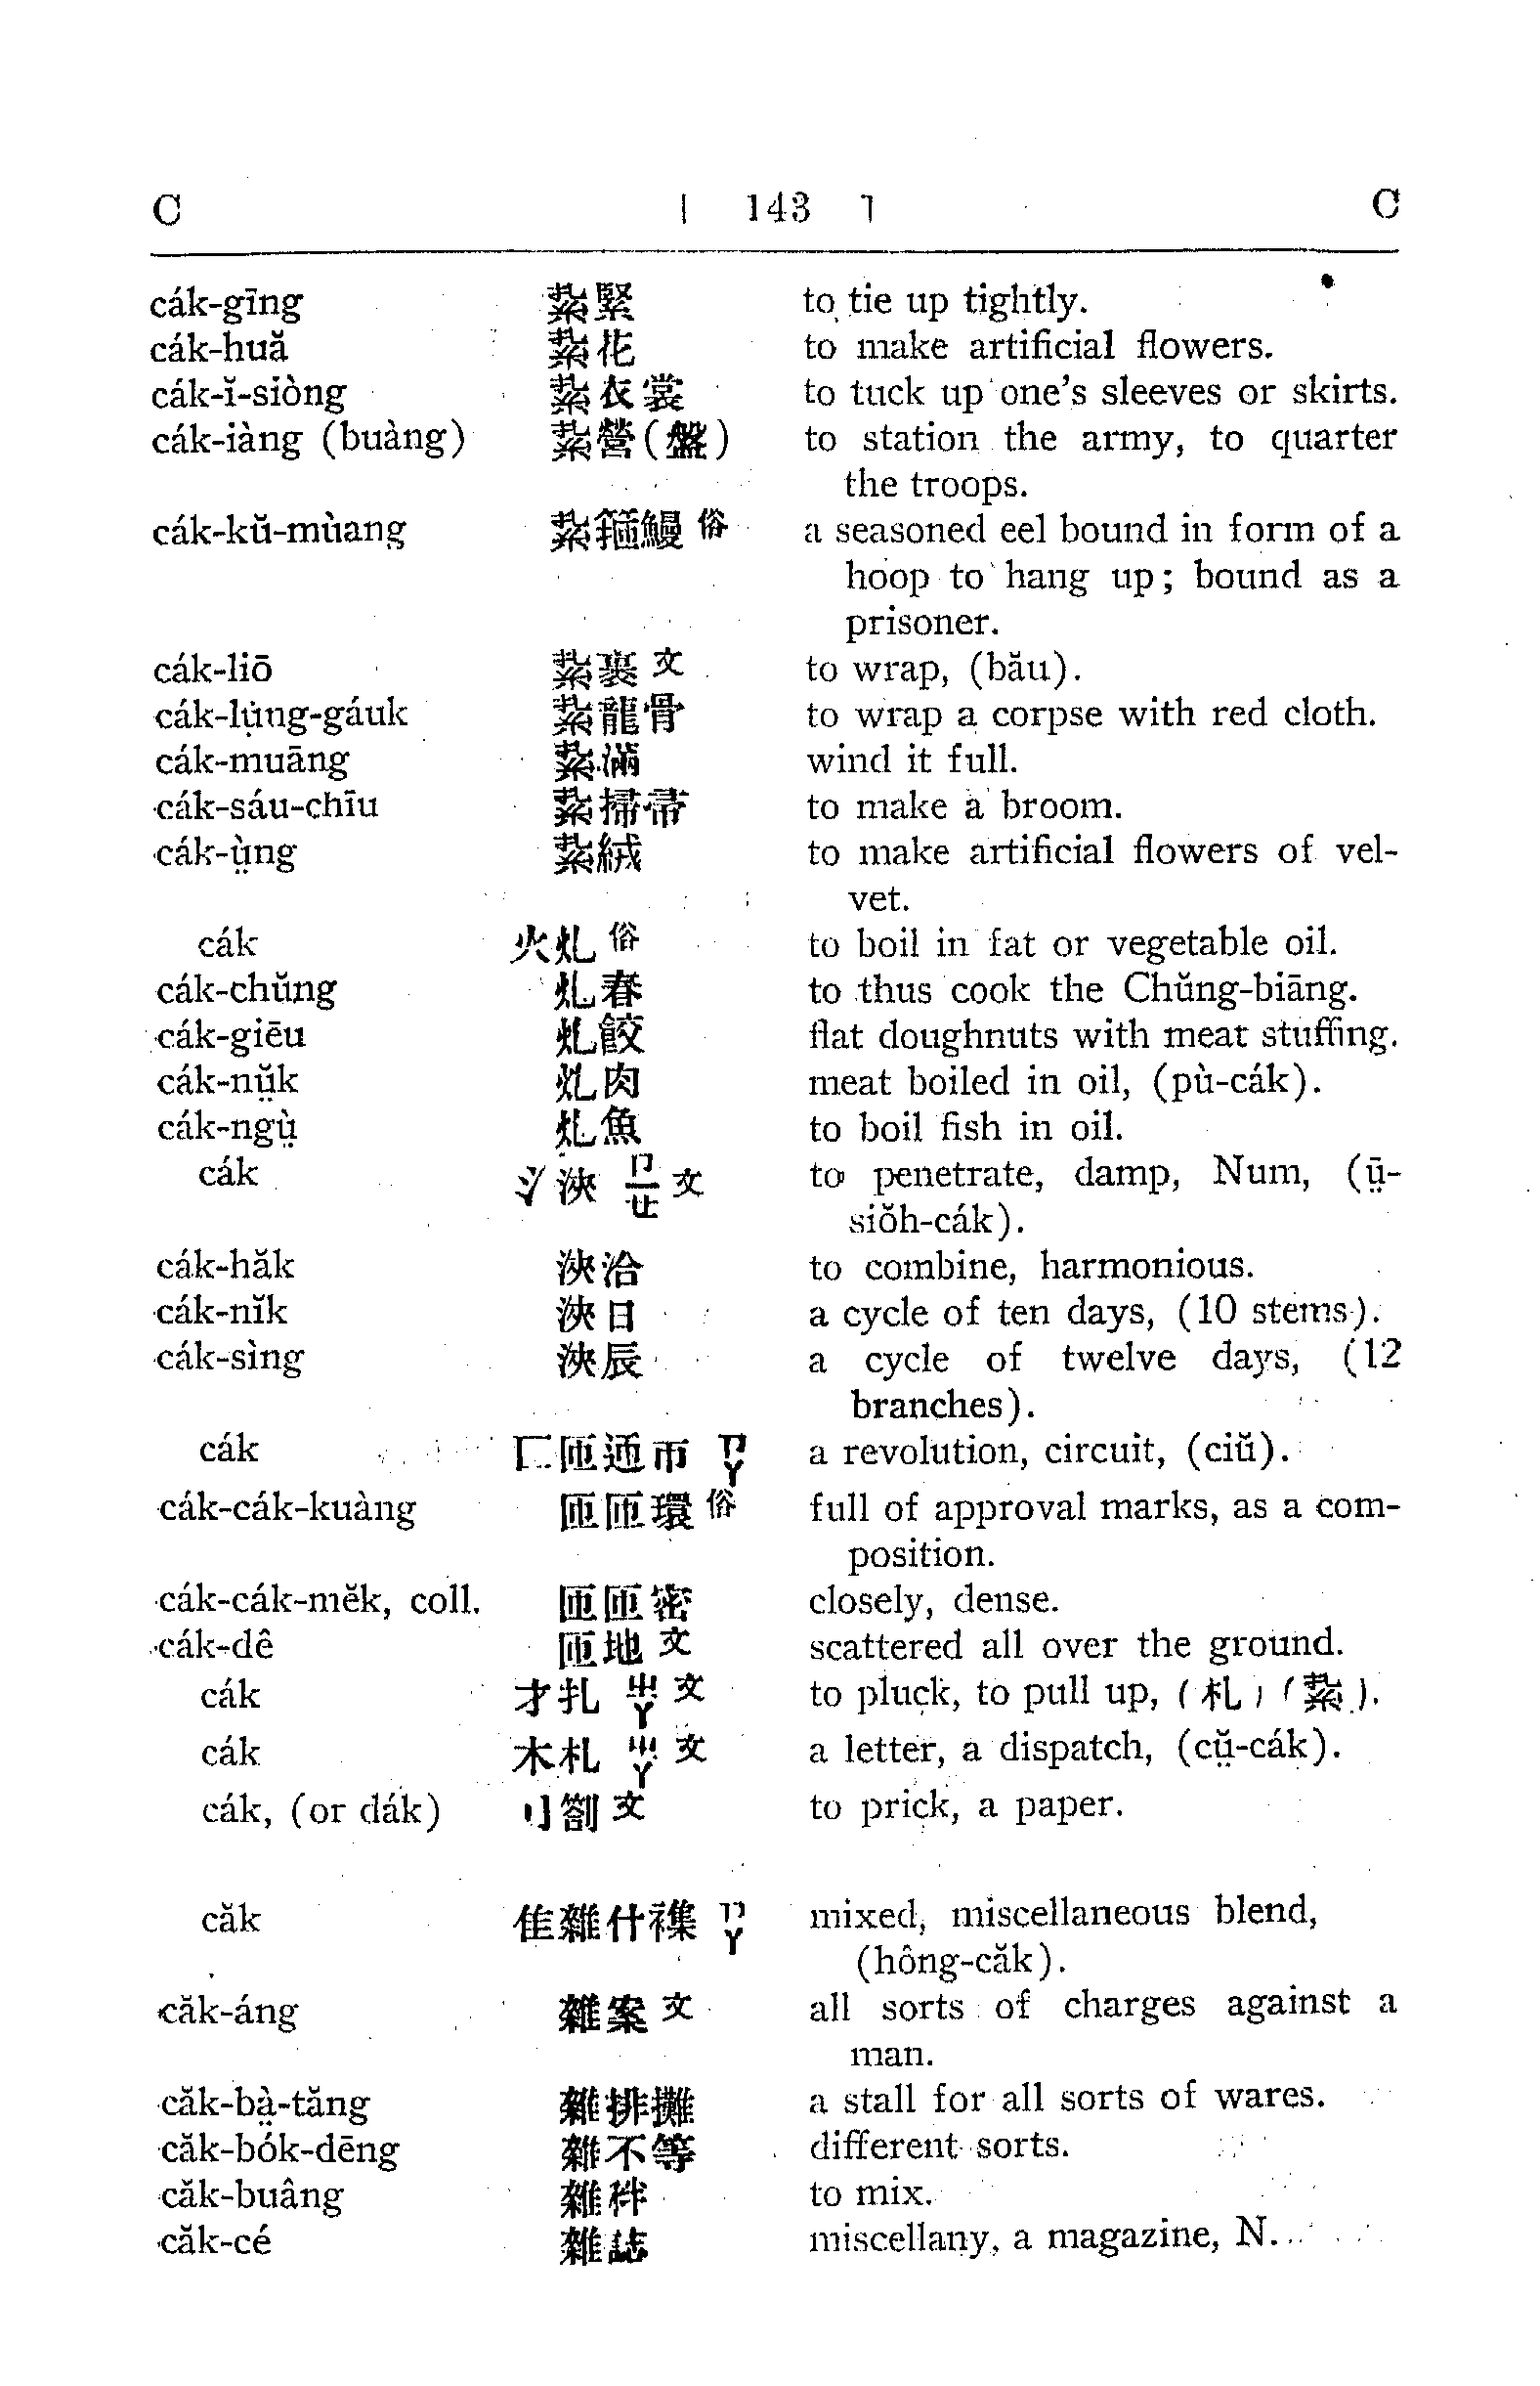 C [ 143 ] C
cák-gīng 紮緊 to tie up tightly.
cák-huă 紮花 to make artificial flowers.
cák-ĭ-siòng 紮衣裳 to tuck up one's sleeves or skirts.
cák-iàng (buàng) 紮營(盤) to station the army, to quarter
the troops.
cák-kŭ-mùang 紮箍鰻 俗 a seasoned eel bound in form of a
hoop to hang up; bound as a
prisoner.
cák-liō 紮裹 文 to wrap, (bău).
cák-lṳ̀ng-gáuk 紮龍骨 to wrap a corpse with red cloth.
cák-muāng 紮滿 wind it full.
cák-sáu-chīu 紮掃帚 to make a broom.
cák-ṳ̀ng 紮絨 to make artificial flowers of vel-
vet.
cák 火炪 俗 to boil in fat or vegetable oil.
cák-chŭng 春 to thus cook the Chŭng-biāng.
cák-giēu 餃 flat doughnuts with meat stuffing.
cák-nṳ̆k 肉 meat boiled in oil, (pù-cák).
cák-ngṳ̀ 魚 to boil fish in oil.
cák 氵浹 ㄗㄧㄝ 文 to penetrate, damp, Num, (ṳ̄-
siŏh-cák).
cák-hăk 浹洽 to combine, harmonious.
cák-nĭk 浹日 a cycle of ten days, (10 stems).
cák-sìng 浹辰 a cycle of twelve days, (12
branches).
cák 匚匝迊帀 ㄗㄚ a revolution, circuit, (ciŭ).
cák-cák-kuàng 匝匝環 俗 full of approval marks, as a com-
position.
cák-cák-mĕk, coll. 匝匝密 closely, dense.
cák-dê 匝地 文 scattered all over the ground.
cák 才扎 ㄓㄚ 文 to pluck, to pull up, (札) (紮).
cák 木札 ㄓㄚ 文 a letter, a dispatch, (cṳ̆-cák).
cák, (or dák) 刂劄 文 to prick, a paper.
căk 隹雜什襍 ㄗㄚ mixed, miscellaneous blend,
(hông-căk).
căk-áng 雜案 文 all sorts of charges against a
man.
căk-bà̤-tăng 雜排攤 a stall for all sorts of wares.
căk-bók-dēng 雜不等 different sorts.
căk-buâng 雜拌 to mix.
căk-cé 雜誌 miscellany, a magazine, N.